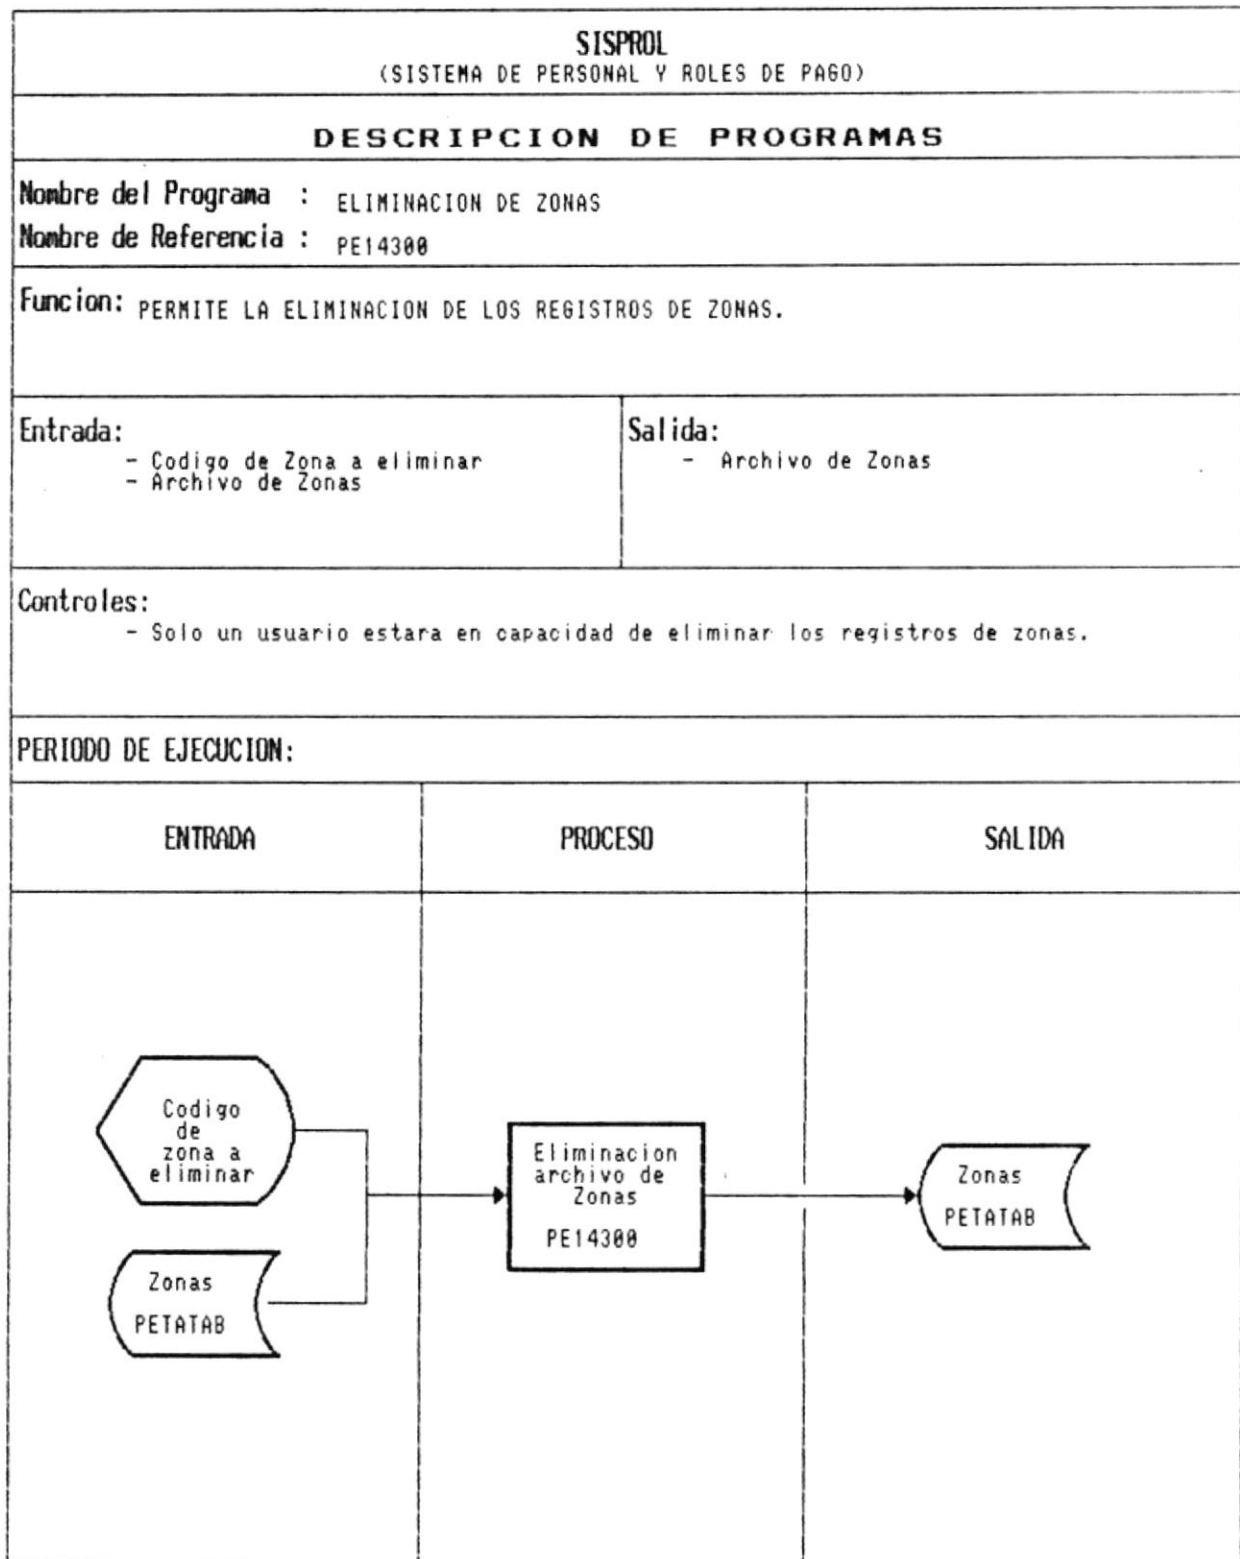 SISPROL
(SISTEMA DE PERSONAL Y ROLES DE PAGO)
DESCRIPCION DE PROGRAMAS
Nombre del Programa : ELIMINACION DE ZONAS
Nombre de Referencia : PE14300
Funcion: PERMITE LA ELIMINACION DE LOS REGISTROS DE ZONAS.
Entrada:
- Codigo de Zona a eliminar
- Archivo de Zonas
Salida:
- Archivo de Zonas
Controles:
- Solo un usuario estara en capacidad de eliminar los registros de zonas.
PERIODO DE EJECUCION:
ENTRADA
PROCESO
SALIDA
Codigo
de
zona a
eliminar
Zonas
PETATAB
Eliminacion
archivo de
Zonas
PE14300
Zonas
PETATAB